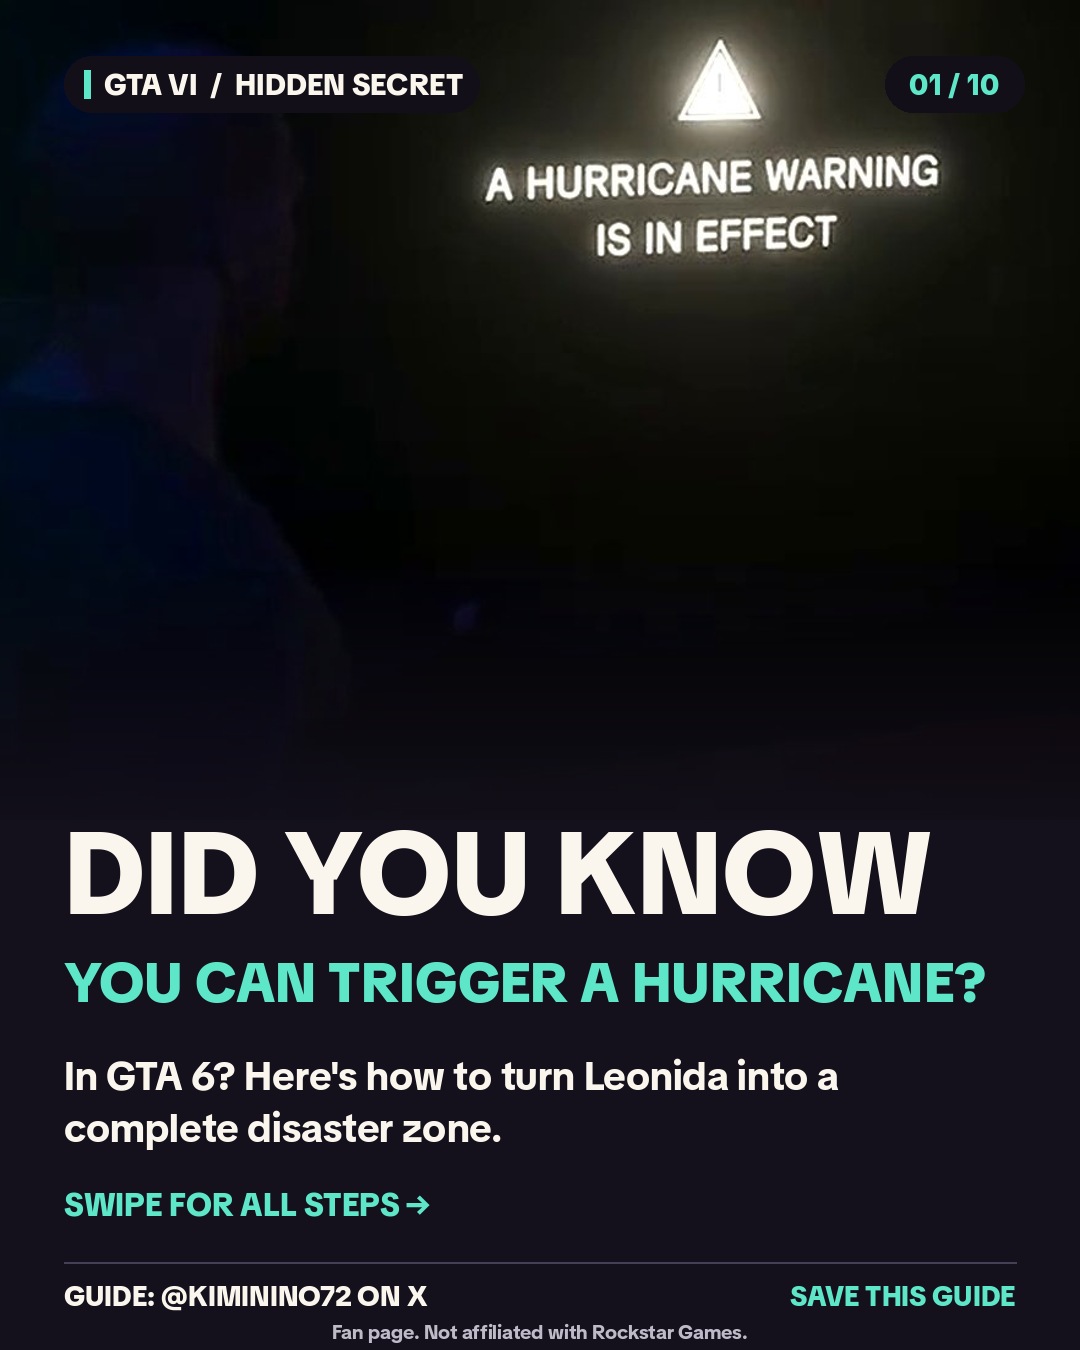 GTA VI / HIDDEN SECRET
01 / 10
A HURRICANE WARNING
IS IN EFFECT
DID YOU KNOW
YOU CAN TRIGGER A HURRICANE?
In GTA 6? Here's how to turn Leonida into a
complete disaster zone.
SWIPE FOR ALL STEPS →
GUIDE: @KIMININO72 ON X
SAVE THIS GUIDE
Fan page. Not affiliated with Rockstar Games.